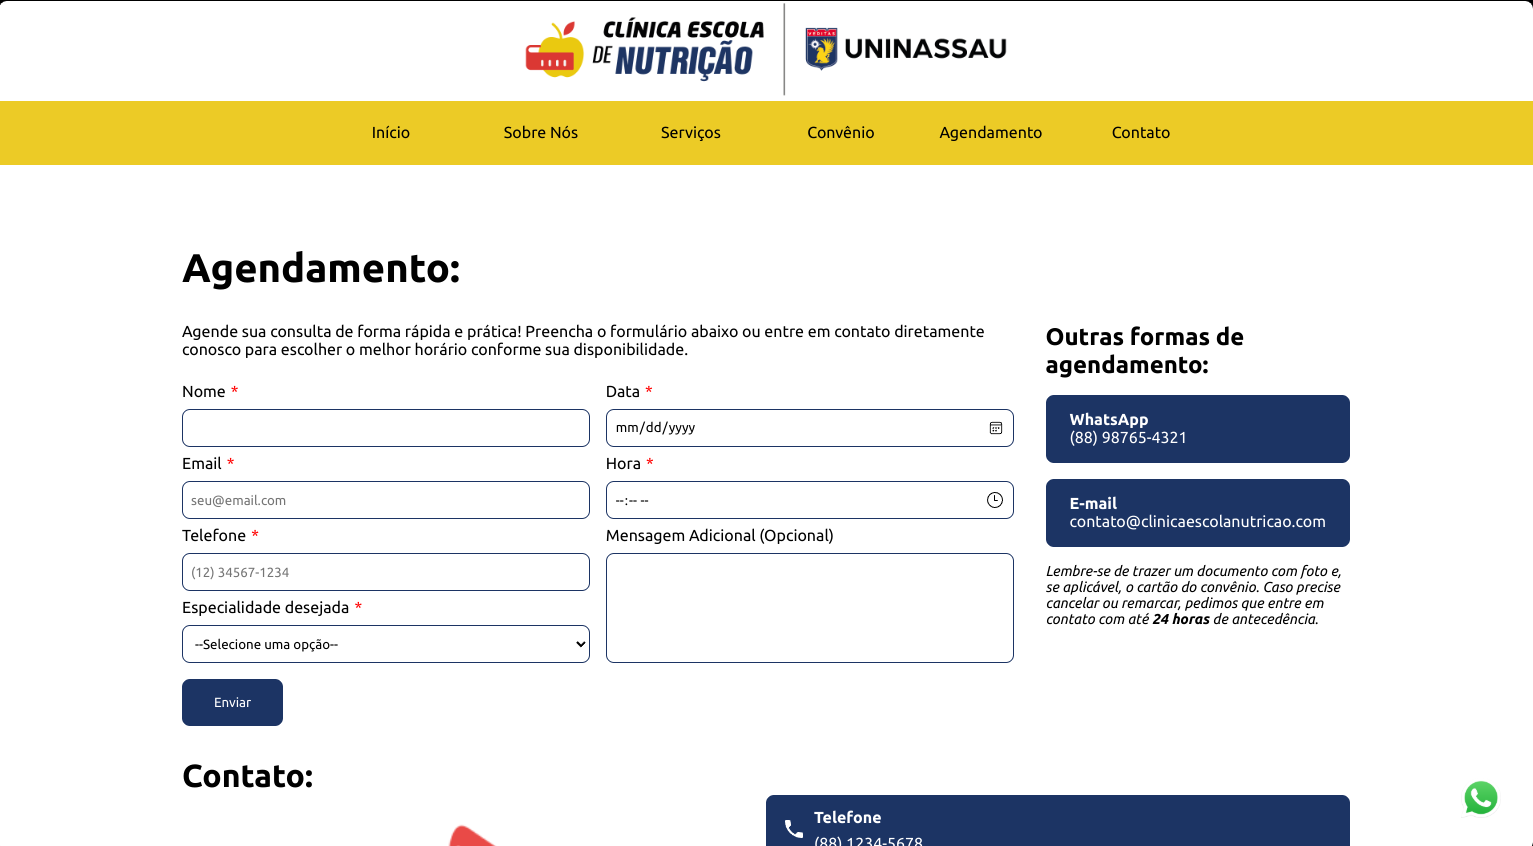 CLÍNICA ESCOLA
DE NUTRIÇÃO
VERITAS
UNINASSAU
Início
Sobre Nós
Serviços
Convênio
Agendamento
Contato
Agendamento:
Agende sua consulta de forma rápida e prática! Preencha o formulário abaixo ou entre em contato diretamente
conosco para escolher o melhor horário conforme sua disponibilidade.
Nome *
Email *
seu@email.com
Telefone *
(12) 34567-1234
Especialidade desejada *
--Selecione uma opção--
Data *
mm/dd/yyyy
Hora *
--:-- --
Mensagem Adicional (Opcional)
Enviar
Outras formas de
agendamento:
WhatsApp
(88) 98765-4321
E-mail
contato@clinicaescolanutricao.com
Lembre-se de trazer um documento com foto e,
se aplicável, o cartão do convênio. Caso precise
cancelar ou remarcar, pedimos que entre em
contato com até 24 horas de antecedência.
Contato:
Telefone
(88) 1234-5678